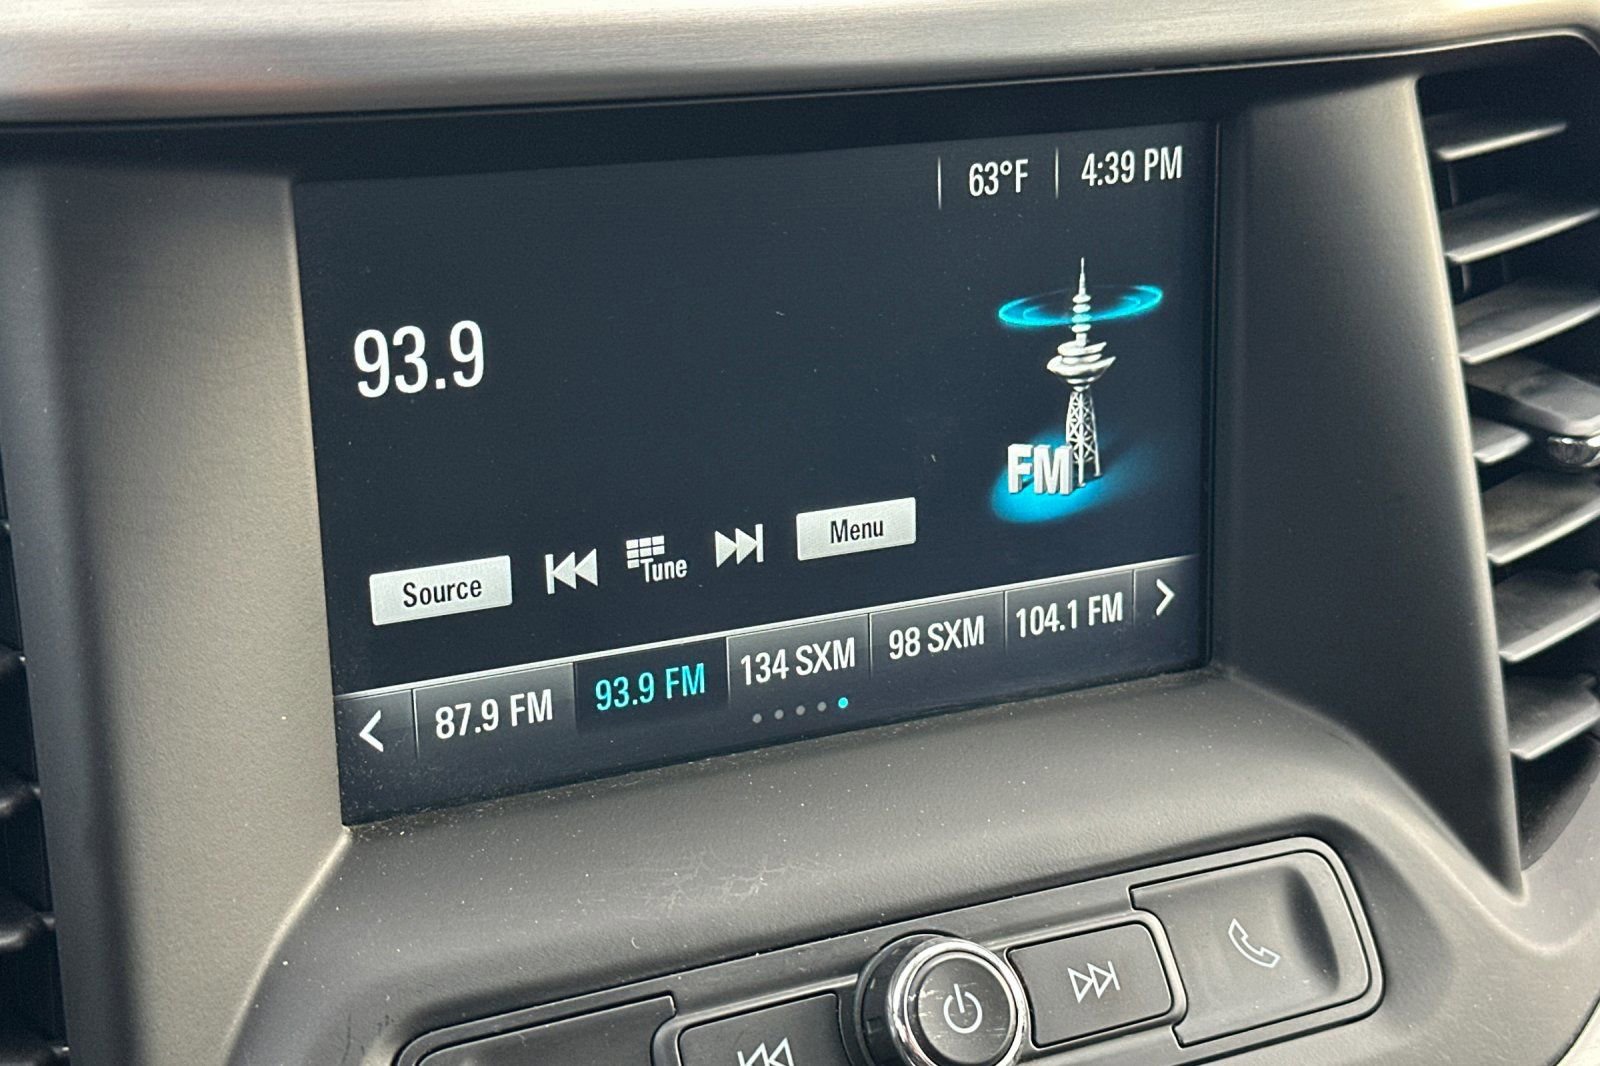 63°F 4:39 PM
93.9
FM
Source Tune Menu
87.9 FM 93.9 FM 134 SXM 98 SXM 104.1 FM